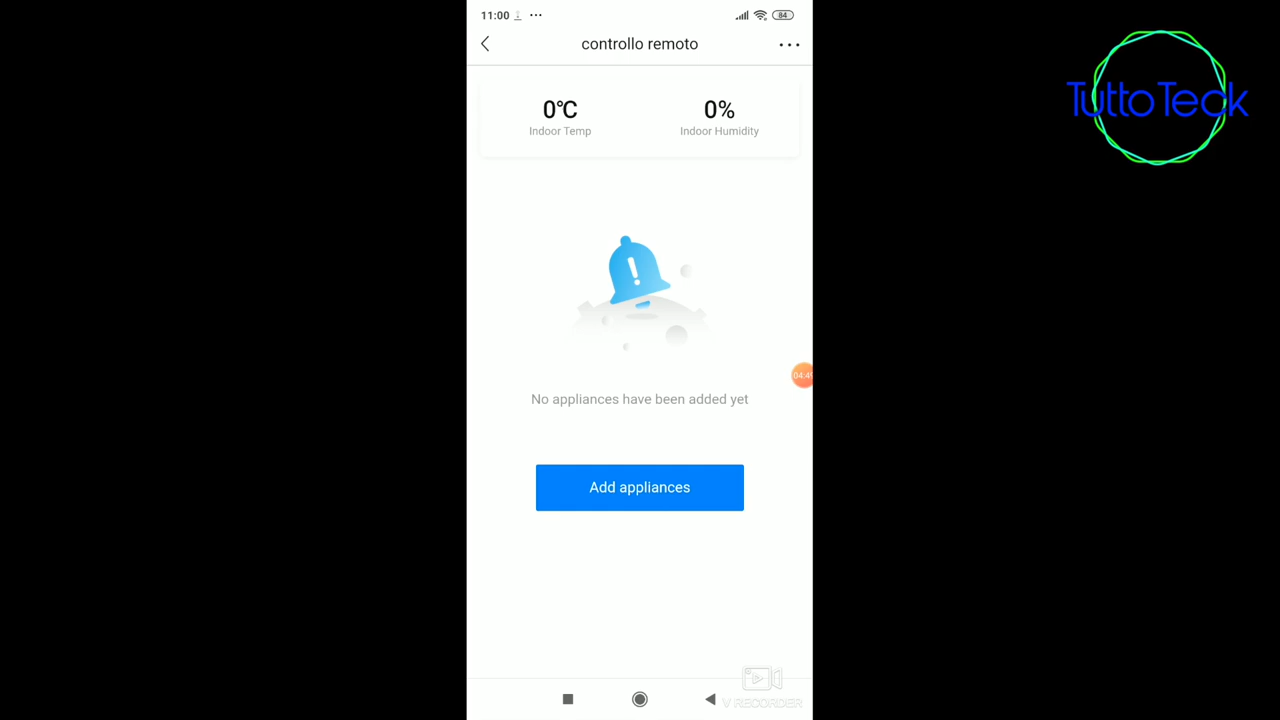 11:00
84
controllo remoto
0℃
0%
Indoor Temp
Indoor Humidity
No appliances have been added yet
Add appliances
TuttoTeck
V RECORDER